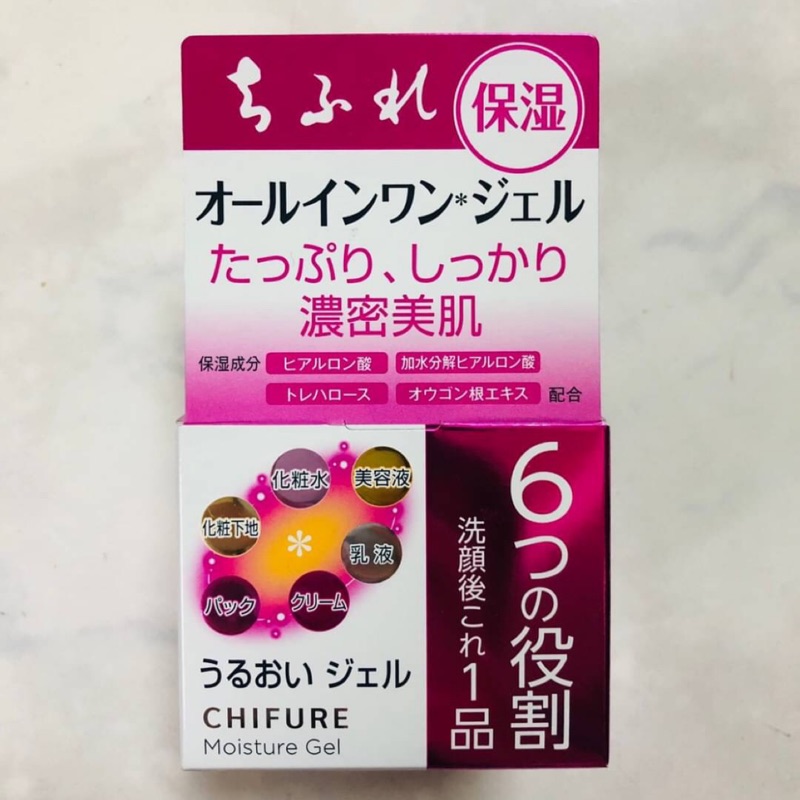 ちふれ
保湿
オールインワン*ジェル
たっぷり、しっかり
濃密美肌
保湿成分 ヒアルロン酸 加水分解ヒアルロン酸
トレハロース オウゴン根エキス 配合
化粧水
美容液
化粧下地
*
乳液
パック
クリーム
うるおい ジェル
CHIFURE
Moisture Gel
6つの役割
洗顔後これ1品